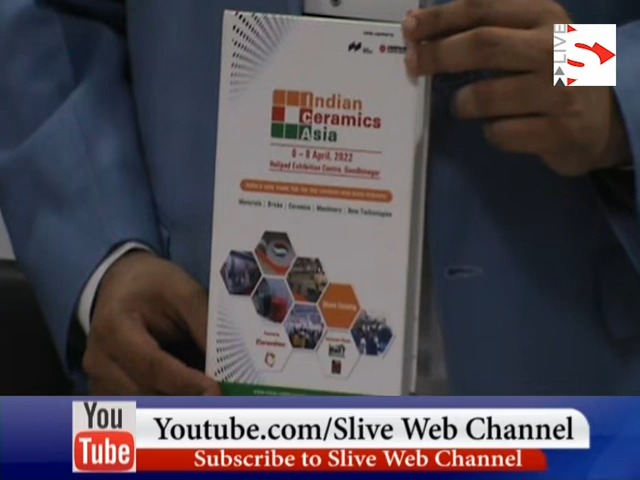 LIVE
Indian
Ceramics
Asia
6 – 8 April, 2022
Helipad Exhibition Centre, Gandhinagar
Materials | Bricks | Ceramics | Machinery | New Technologies
You
Tube
Youtube.com/Slive Web Channel
Subscribe to Slive Web Channel